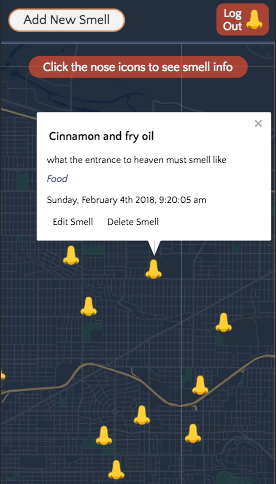 Add New Smell
Log
Out
Click the nose icons to see smell info
×
Cinnamon and fry oil
what the entrance to heaven must smell like
Food
Sunday, February 4th 2018, 9:20:05 am
Edit Smell Delete Smell